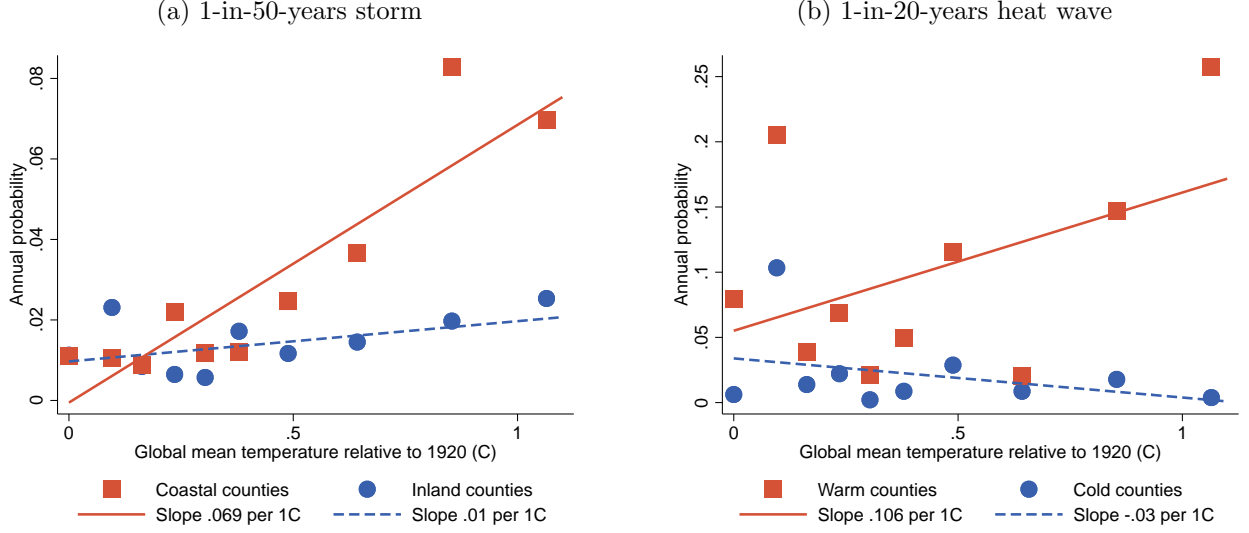 (a) 1-in-50-years storm
Annual probability
.08
.06
.04
.02
0
0
.5
1
Global mean temperature relative to 1920 (C)
Coastal counties
Inland counties
Slope .069 per 1C
Slope .01 per 1C
(b) 1-in-20-years heat wave
Annual probability
.25
.2
.15
.1
.05
0
0
.5
1
Global mean temperature relative to 1920 (C)
Warm counties
Cold counties
Slope .106 per 1C
Slope -.03 per 1C